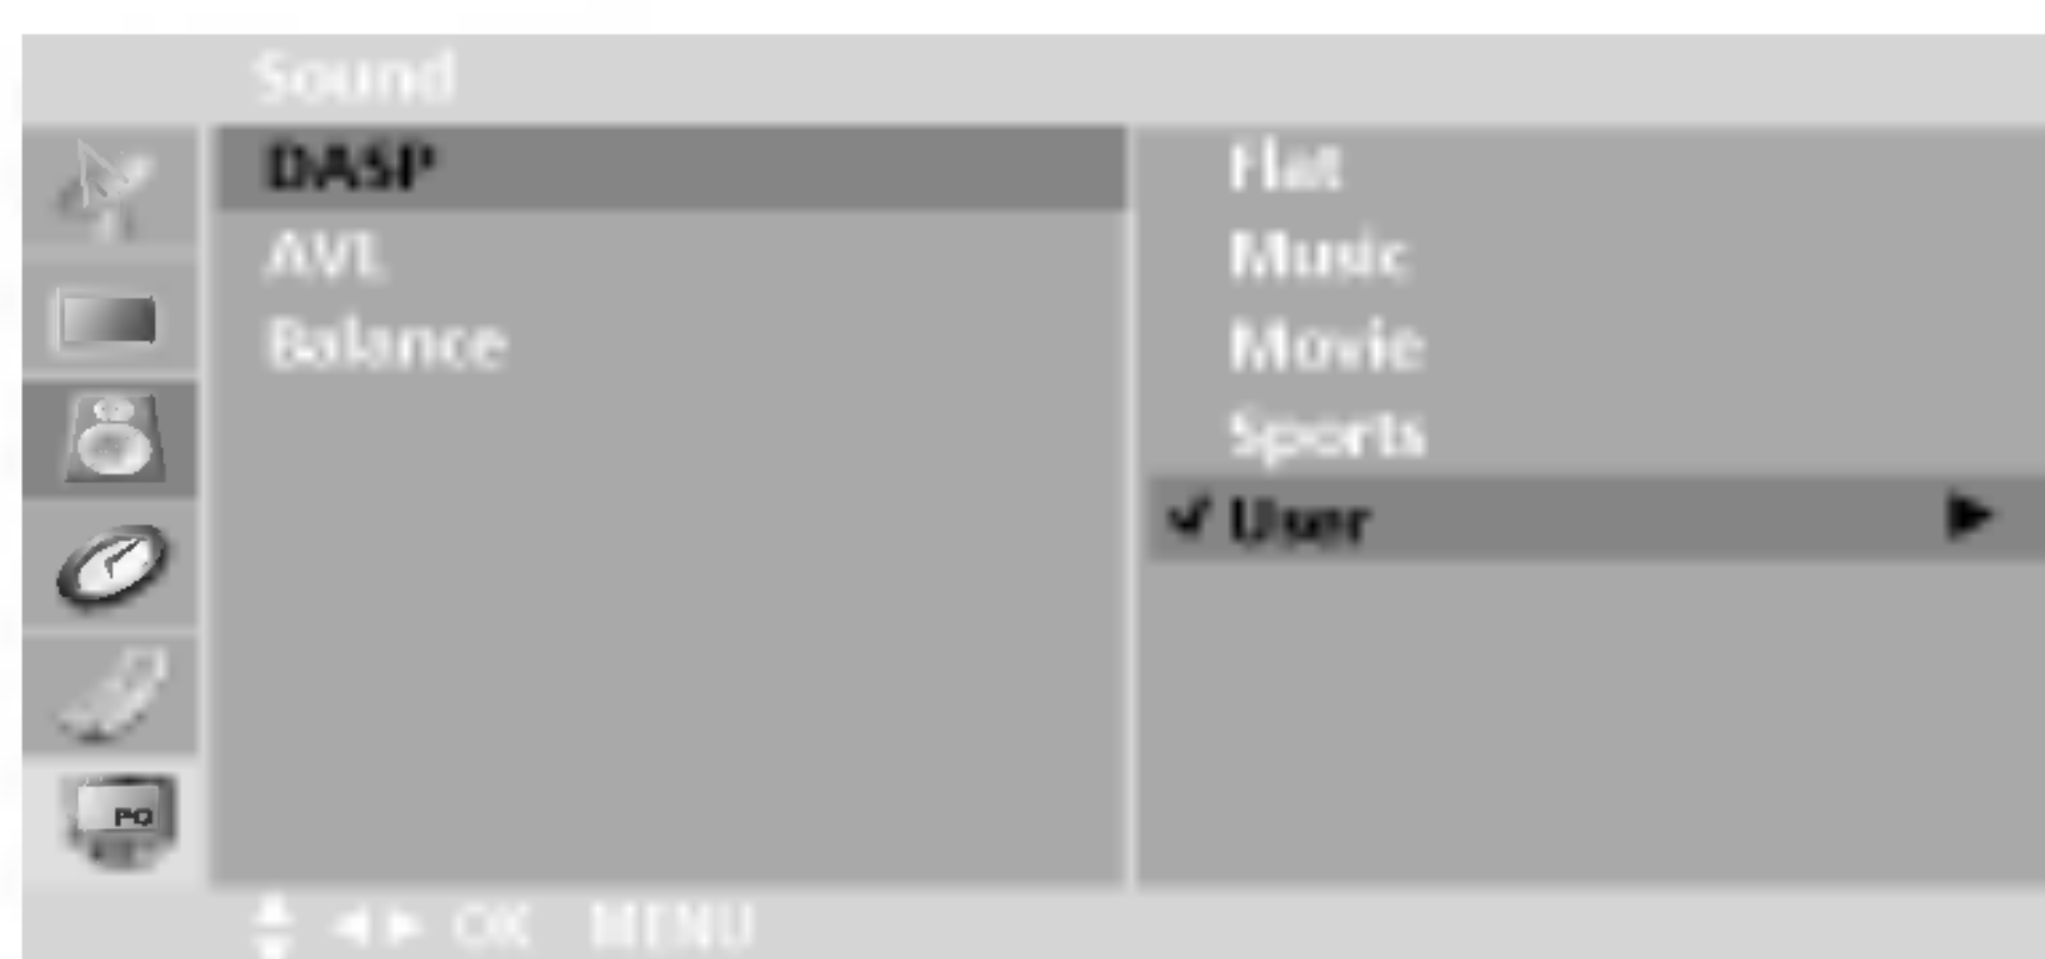 Sound
DASP
AVL
Balance
Flat
Music
Movie
Sports
✔ User ►
PQ
OK MENU